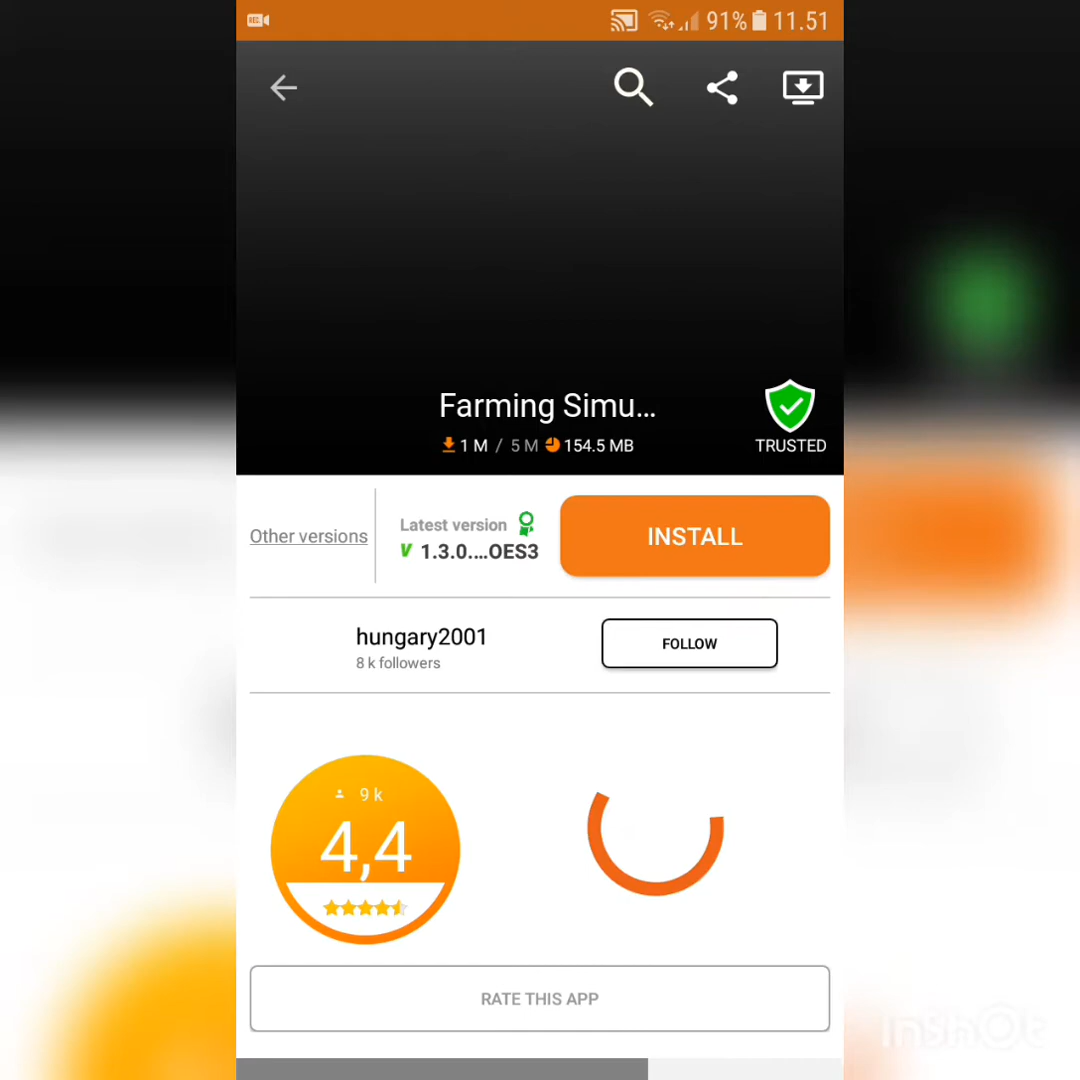 91% 11.51
Farming Simu...
1 M / 5 M 154.5 MB
TRUSTED
Other versions
Latest version
1.3.0....OES3
INSTALL
hungary2001
8 k followers
FOLLOW
9 k
4,4
RATE THIS APP
InShOt